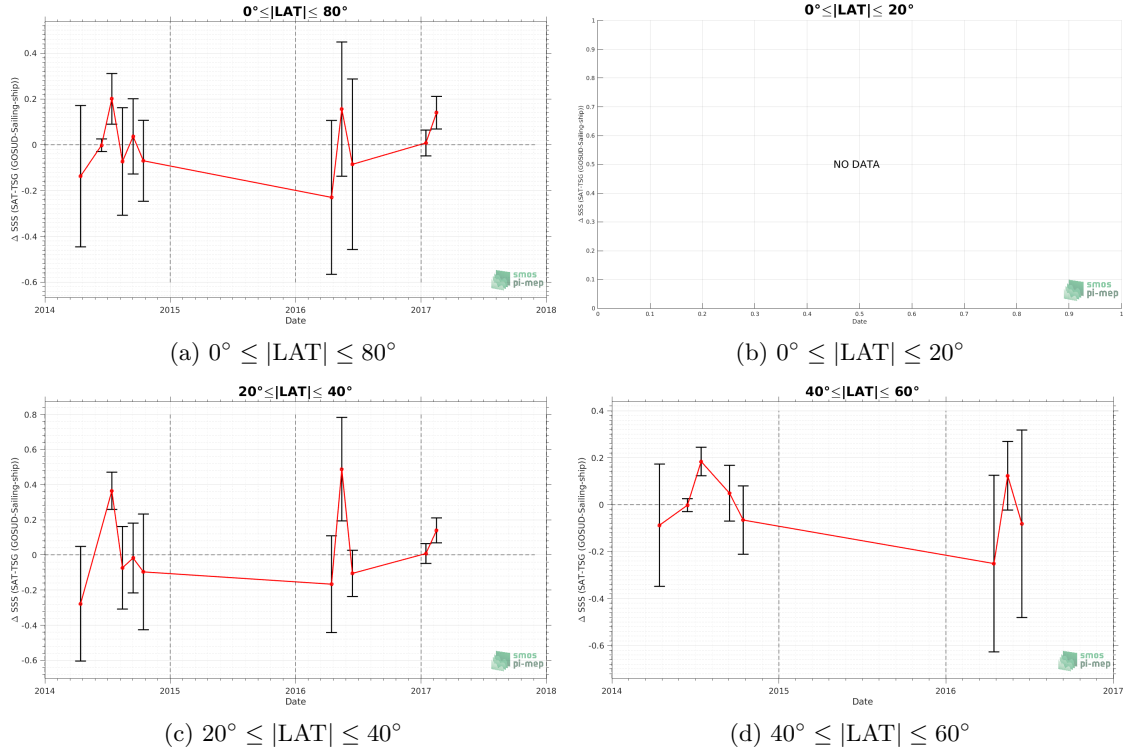 0°≤|LAT|≤ 80°
Δ SSS (SAT-TSG (GOSUD-Sailing-ship))
0.4
0.2
0
-0.2
-0.4
-0.6
2014
2015
2016
2017
2018
Date
smos
pi-mep
(a) 0° ≤ |LAT| ≤ 80°
0°≤|LAT|≤ 20°
Δ SSS (SAT-TSG (GOSUD-Sailing-ship))
1
0.9
0.8
0.7
0.6
0.5
0.4
0.3
0.2
0.1
0
NO DATA
0
0.1
0.2
0.3
0.4
0.5
0.6
0.7
0.8
0.9
1
Date
smos
pi-mep
(b) 0° ≤ |LAT| ≤ 20°
20°≤|LAT|≤ 40°
Δ SSS (SAT-TSG (GOSUD-Sailing-ship))
0.8
0.6
0.4
0.2
0
-0.2
-0.4
-0.6
2014
2015
2016
2017
2018
Date
smos
pi-mep
(c) 20° ≤ |LAT| ≤ 40°
40°≤|LAT|≤ 60°
Δ SSS (SAT-TSG (GOSUD-Sailing-ship))
0.4
0.2
0
-0.2
-0.4
-0.6
2014
2015
2016
2017
Date
smos
pi-mep
(d) 40° ≤ |LAT| ≤ 60°